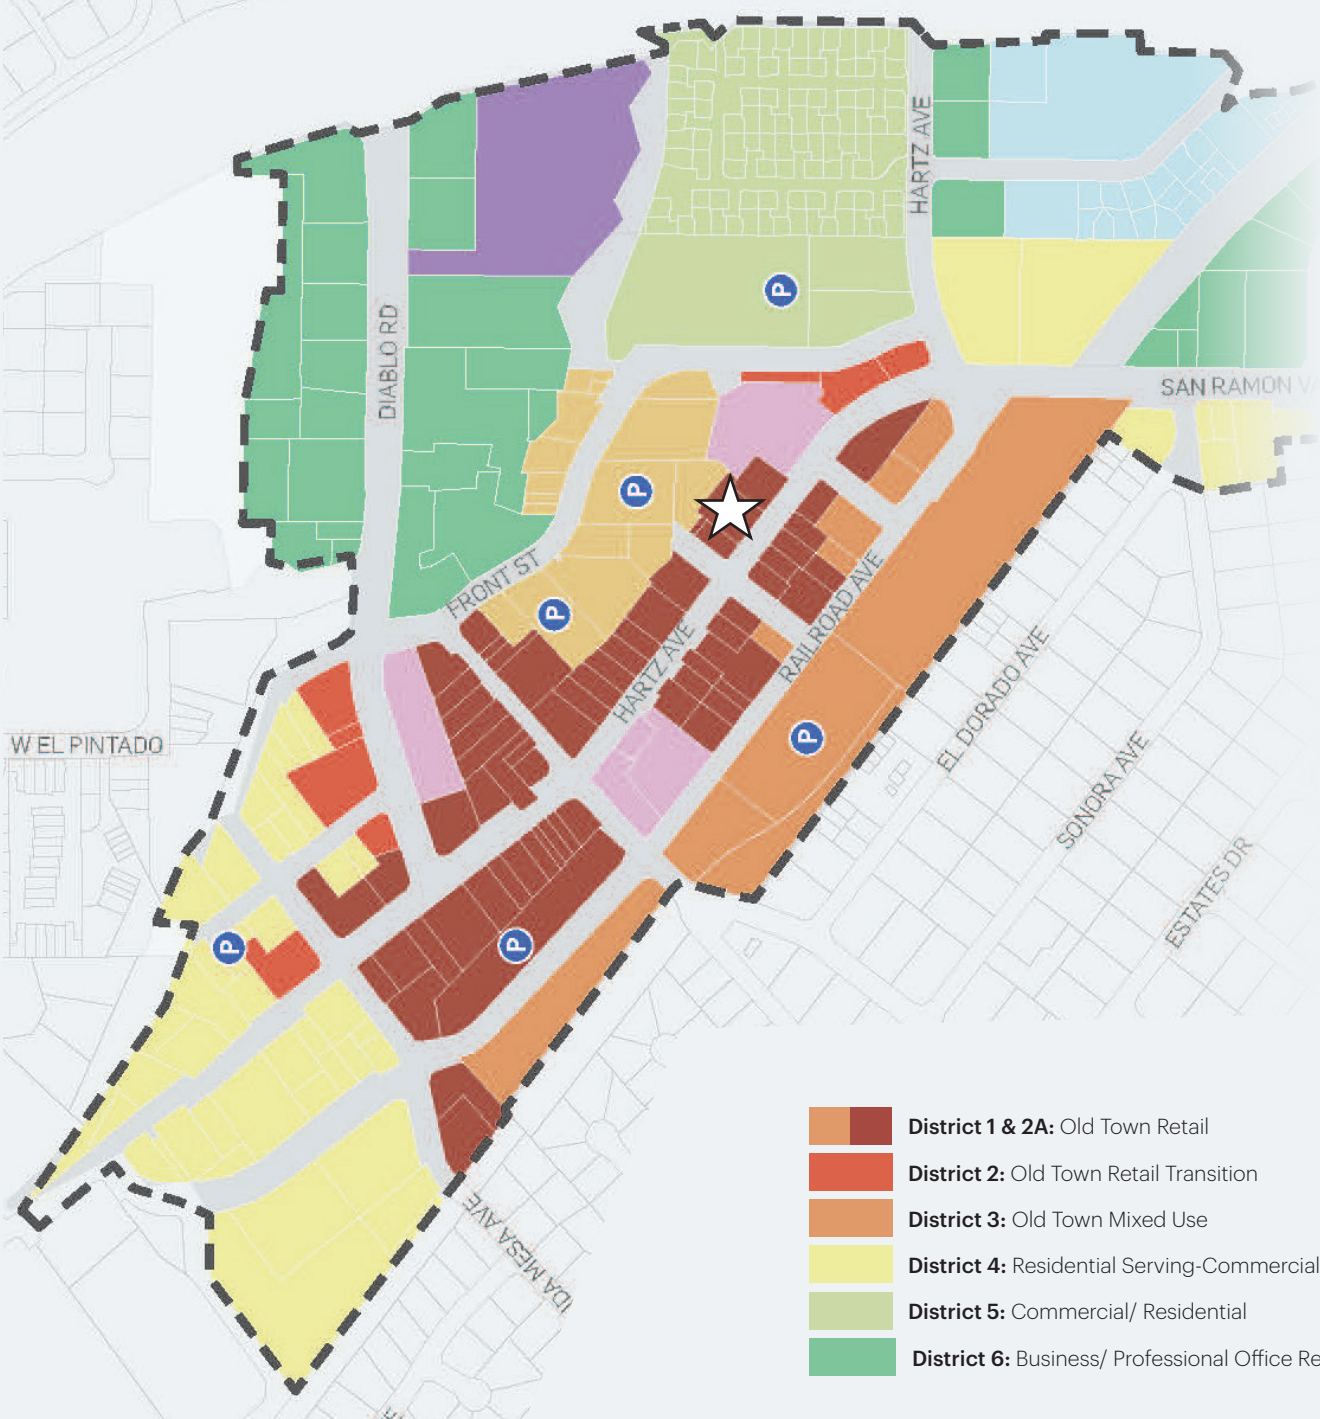 HARTZ AVE
P
DIABLO RD
SAN RAMON VA
P
FRONT ST
P
HARTZ AVE
RAILROAD AVE
P
EL DORADO AVE
W EL PINTADO
SONORA AVE
ESTATES DR
P
P
IDA MESA AVE
District 1 & 2A: Old Town Retail
District 2: Old Town Retail Transition
District 3: Old Town Mixed Use
District 4: Residential Serving-Commercial
District 5: Commercial/ Residential
District 6: Business/ Professional Office Re